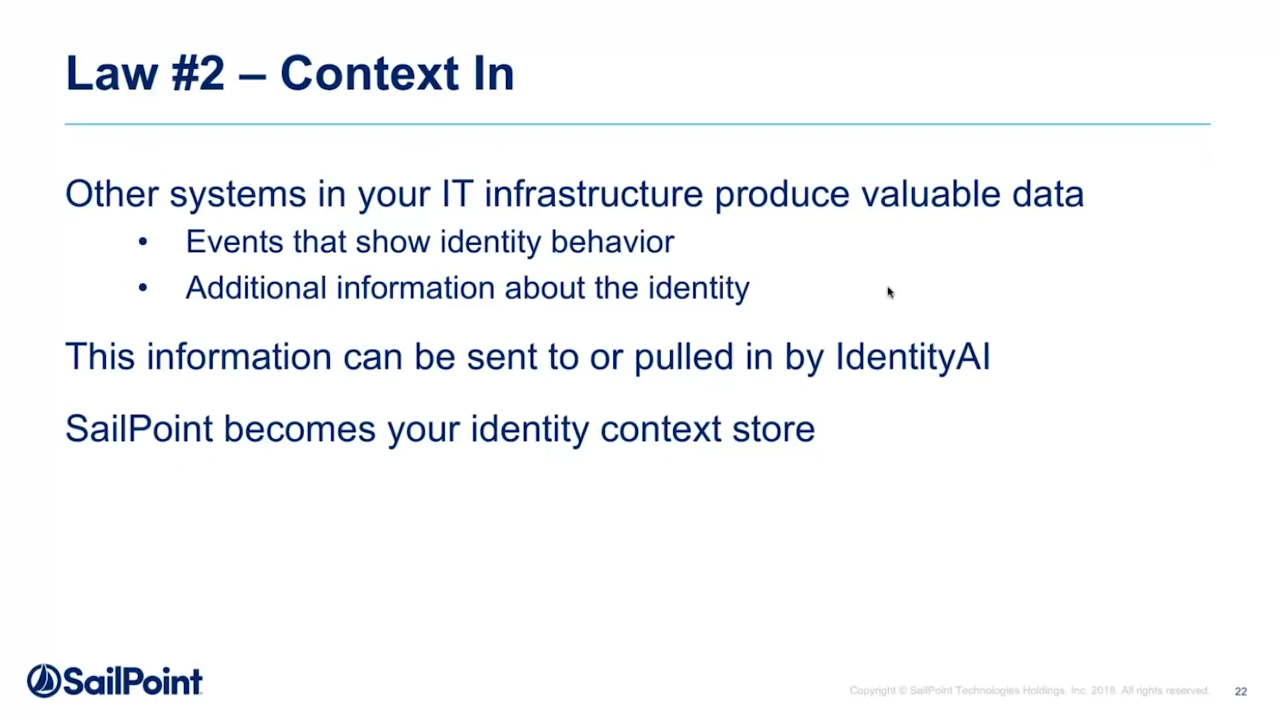 Law #2 – Context In
Other systems in your IT infrastructure produce valuable data
• Events that show identity behavior
• Additional information about the identity
This information can be sent to or pulled in by IdentityAI
SailPoint becomes your identity context store
SailPoint
Copyright © SailPoint Technologies Holdings, Inc. 2018. All rights reserved.
22